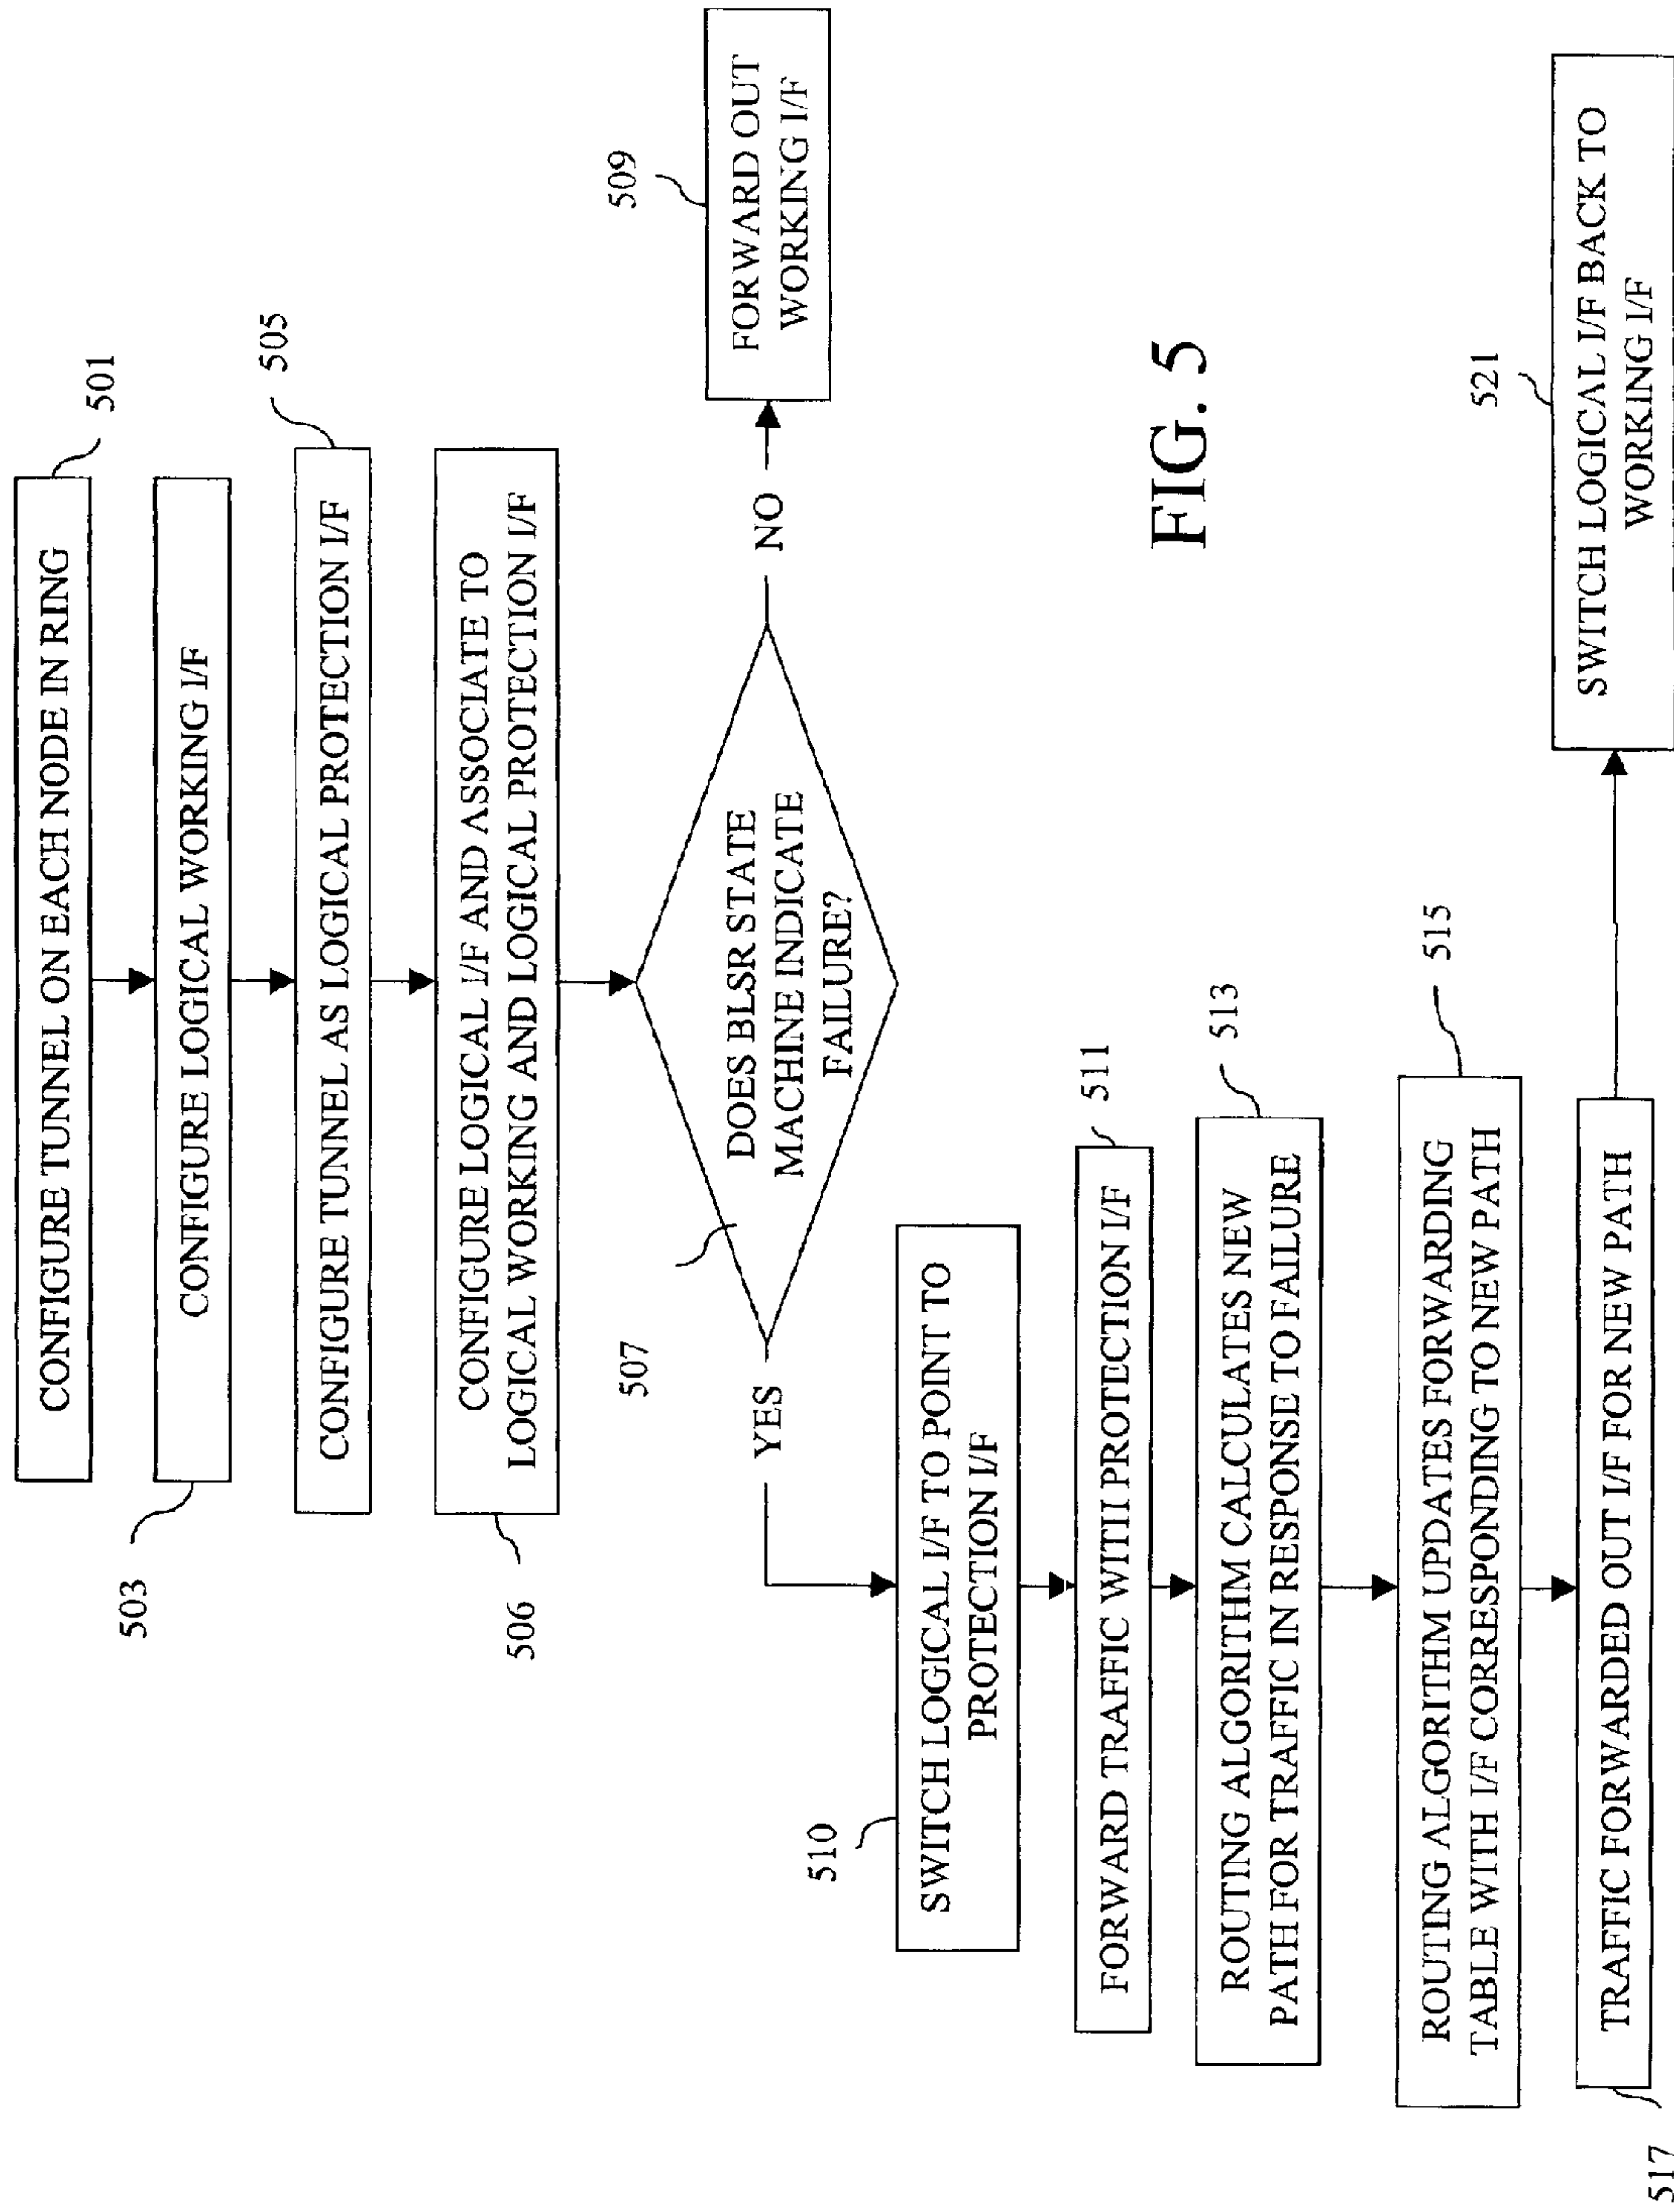 CONFIGURE TUNNEL ON EACH NODE IN RING
501
CONFIGURE LOGICAL WORKING I/F
503
CONFIGURE TUNNEL AS LOGICAL PROTECTION I/F
505
CONFIGURE LOGICAL I/F AND ASSOCIATE TO
LOGICAL WORKING AND LOGICAL PROTECTION I/F
506
DOES BLSR STATE
MACHINE INDICATE
FAILURE?
507
YES
NO
FORWARD OUT
WORKING I/F
509
SWITCH LOGICAL I/F TO POINT TO
PROTECTION I/F
510
FORWARD TRAFFIC WITH PROTECTION I/F
511
ROUTING ALGORITHM CALCULATES NEW
PATH FOR TRAFFIC IN RESPONSE TO FAILURE
513
ROUTING ALGORITHM UPDATES FORWARDING
TABLE WITH I/F CORRESPONDING TO NEW PATH
515
TRAFFIC FORWARDED OUT I/F FOR NEW PATH
517
SWITCH LOGICAL I/F BACK TO
WORKING I/F
521
FIG. 5